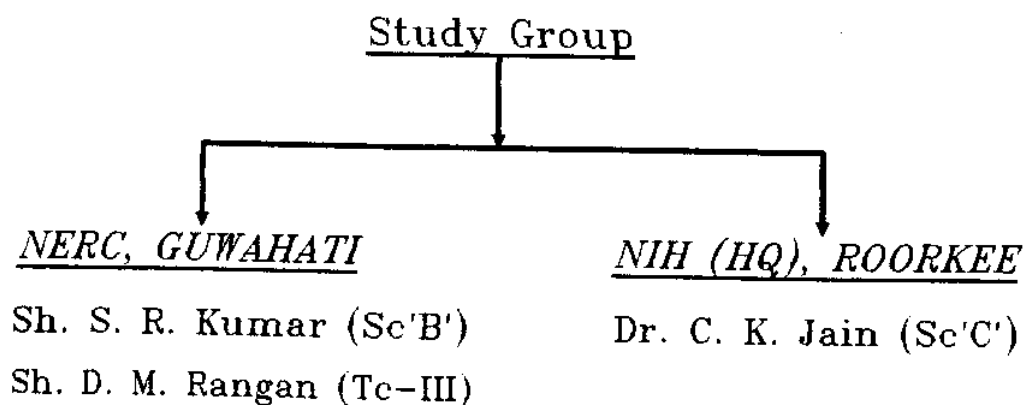 Study Group
NERC, GUWAHATI
Sh. S. R. Kumar (Sc'B')
Sh. D. M. Rangan (Tc-III)
NIH (HQ), ROORKEE
Dr. C. K. Jain (Sc'C')